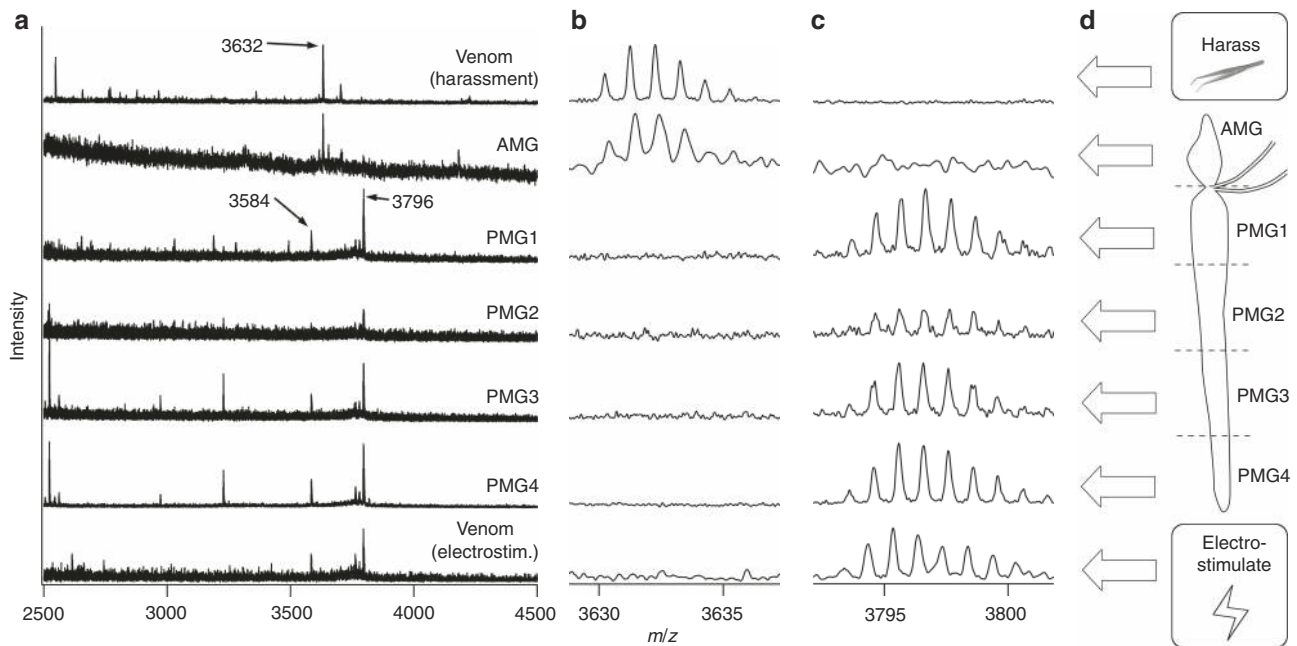 a
b
c
d
3632
Venom
(harassment)
Harass
AMG
AMG
3584
3796
PMG1
PMG1
PMG2
PMG2
PMG3
PMG3
PMG4
PMG4
Venom
(electrostim.)
Electro-
stimulate
Intensity
2500
3000
3500
4000
4500
3630
3635
3795
3800
m/z